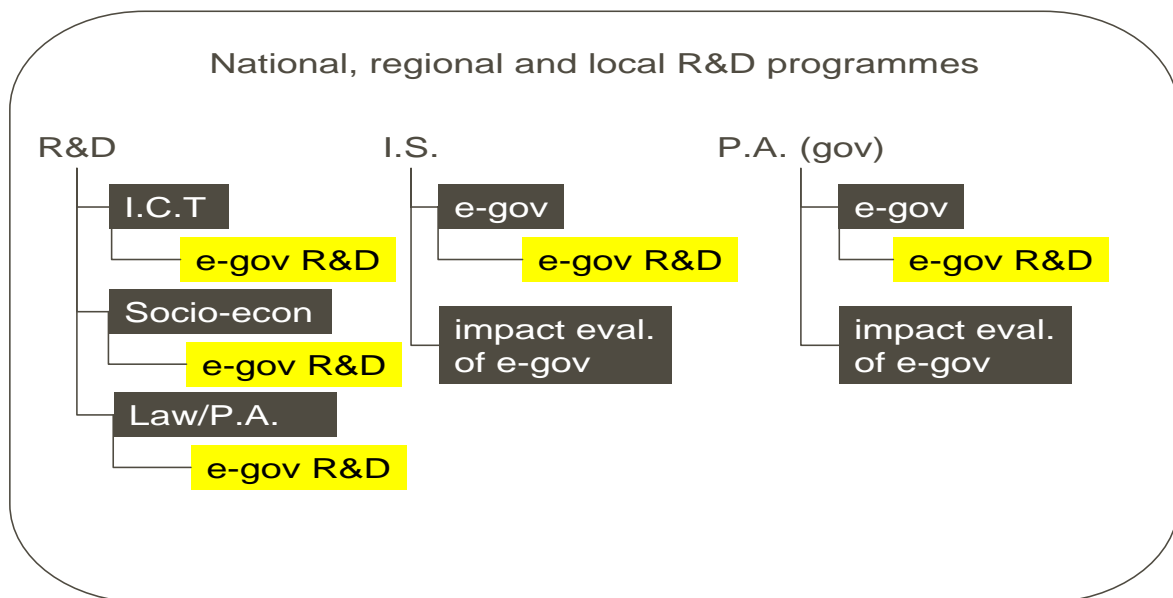 National, regional and local R&D programmes
R&D
I.C.T
e-gov R&D
Socio-econ
e-gov R&D
Law/P.A.
e-gov R&D
I.S.
e-gov
e-gov R&D
impact eval.
of e-gov
P.A. (gov)
e-gov
e-gov R&D
impact eval.
of e-gov